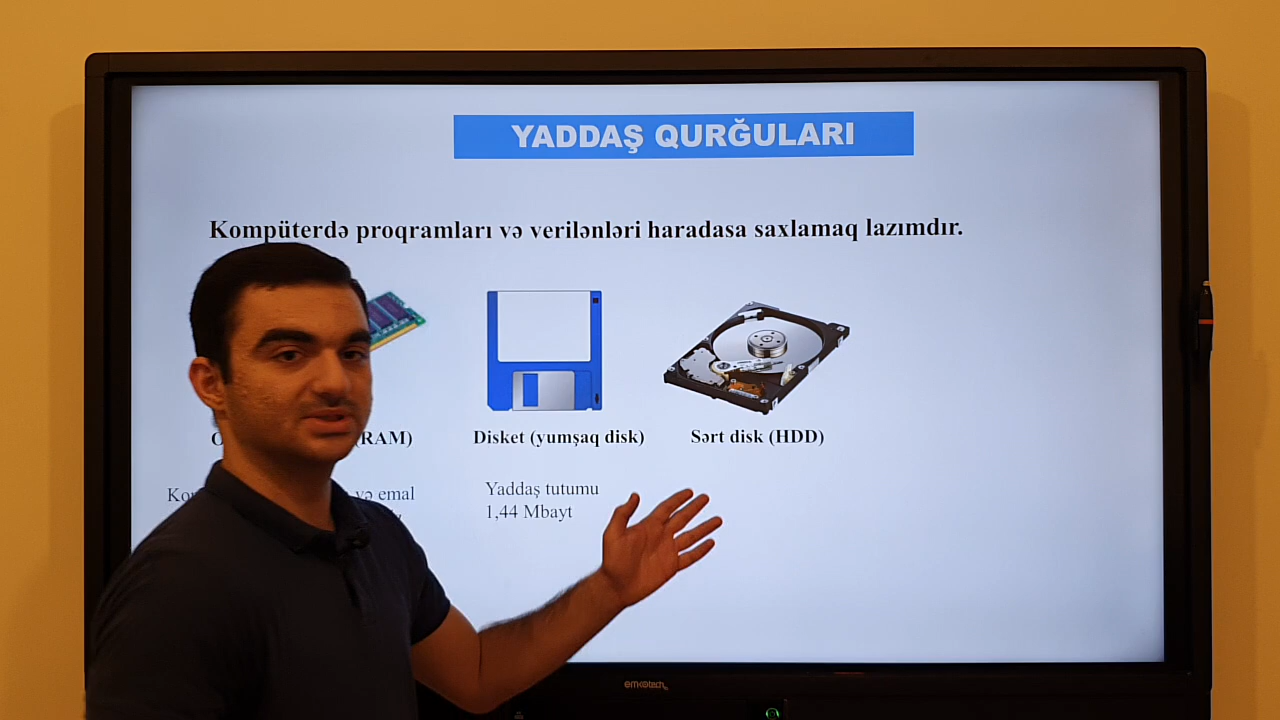 YADDAŞ QURĞULARI
Kompüterdə proqramları və verilənləri haradasa saxlamaq lazımdır.
(RAM)
Disket (yumşaq disk)
Sərt disk (HDD)
və emal
Yaddaş tutumu
1,44 Mbayt
emootech